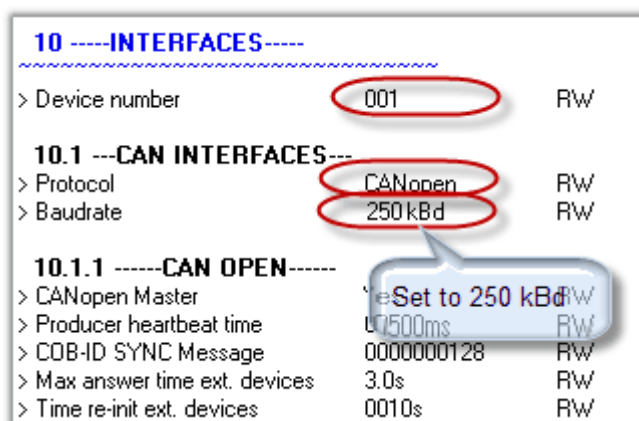 10 -----INTERFACES-----
~~~~~~~~~~~~~~~~~~~~~~~~~~~~~~~~
> Device number 001 RW
10.1 ---CAN INTERFACES---
> Protocol CANopen RW
> Baudrate 250 kBd RW
10.1.1 ------CAN OPEN------
> CANopen Master RW
Set to 250 kBd
> Producer heartbeat time RW
> COB-ID SYNC Message 0000000128 RW
> Max answer time ext. devices 3.0s RW
> Time re-init ext. devices 0010s RW